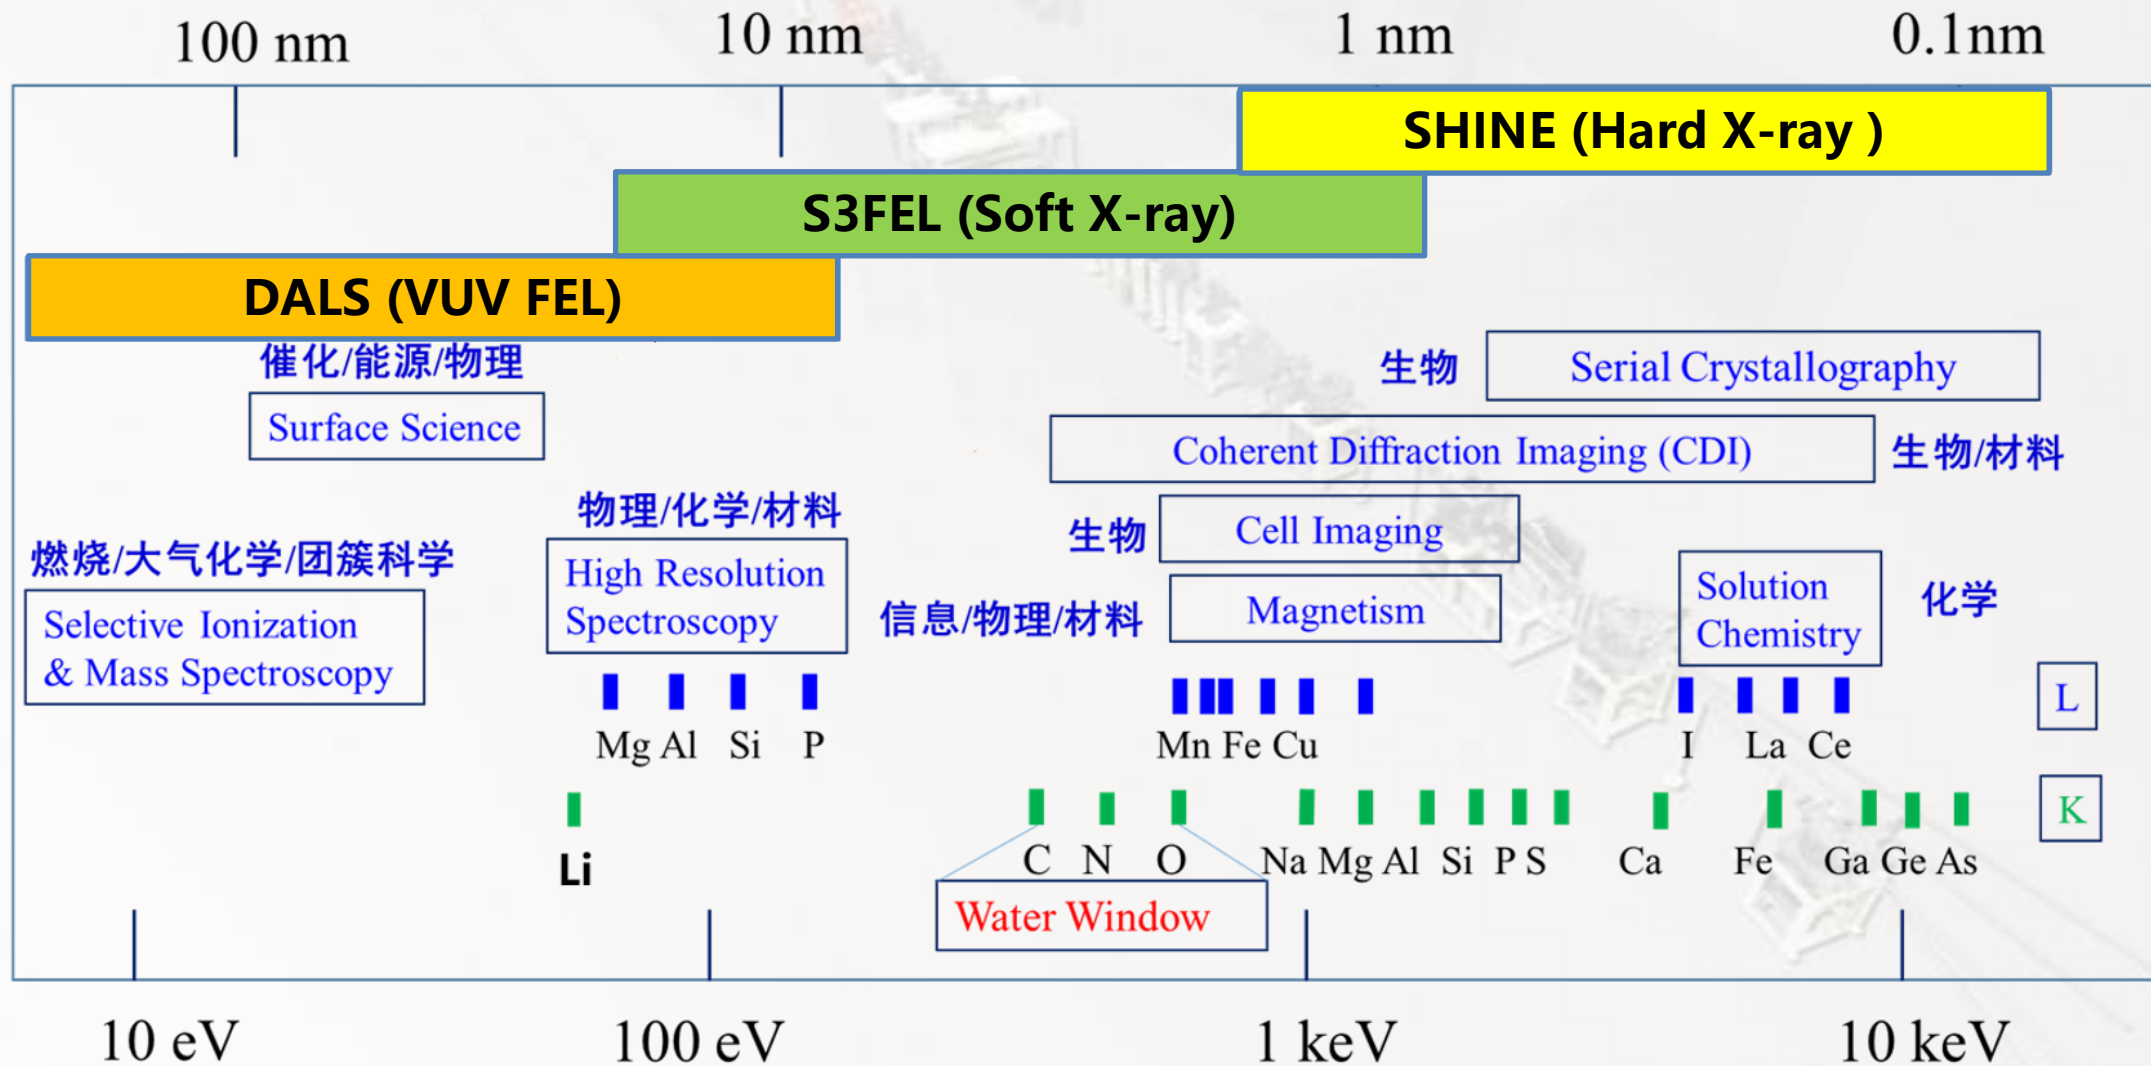 100 nm
10 nm
1 nm
0.1nm
SHINE (Hard X-ray )
S3FEL (Soft X-ray)
DALS (VUV FEL)
催化/能源/物理
Surface Science
生物
Serial Crystallography
Coherent Diffraction Imaging (CDI)
生物/材料
物理/化学/材料
High Resolution
Spectroscopy
生物
Cell Imaging
燃烧/大气化学/团簇科学
Selective Ionization
& Mass Spectroscopy
信息/物理/材料
Magnetism
Solution
Chemistry
化学
L
Mg Al Si P
Mn Fe Cu
I La Ce
K
Li
C N O
Na Mg Al Si P S
Ca
Fe
Ga Ge As
Water Window
10 eV
100 eV
1 keV
10 keV